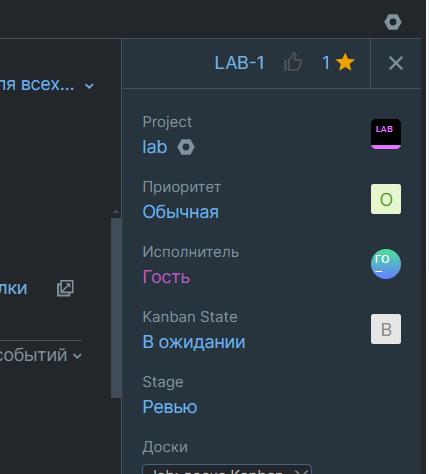 LAB-1 1
ля всех...
Project
lab
LAB
Приоритет
Обычная
О
Исполнитель
Гость
ГО
лки
Kanban State
В ожидании
В
событий
Stage
Ревью
Доски